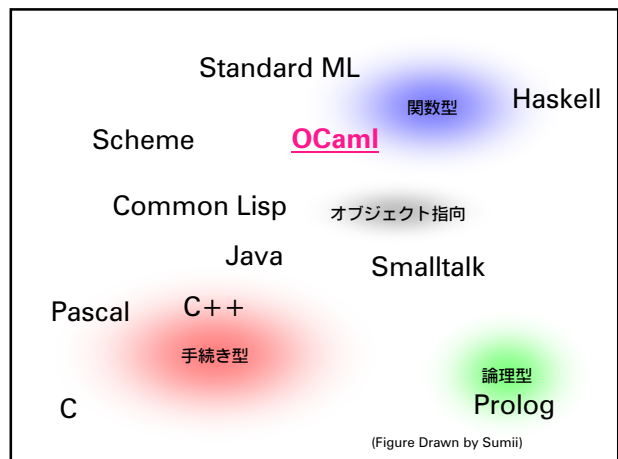 Standard ML
関数型
Haskell
Scheme
OCaml
Common Lisp
オブジェクト指向
Java
Smalltalk
Pascal
C++
手続き型
論理型
C
Prolog
(Figure Drawn by Sumii)